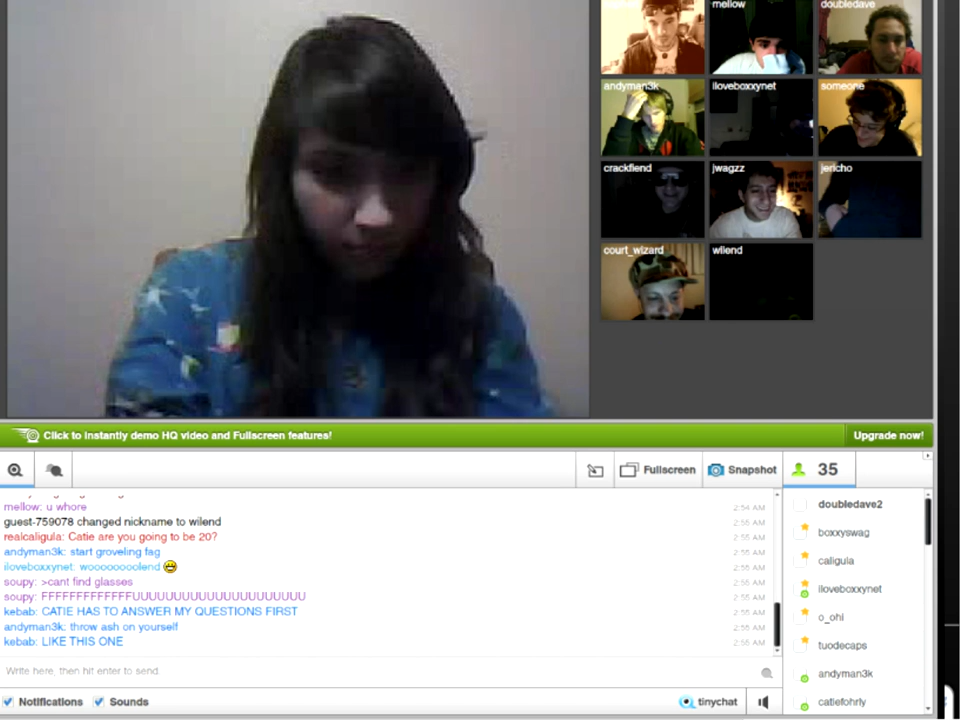 mellow
doubledave
andyman3k
iloveboxxynet
someone
crackfiend
jwagzz
jericho
court_wizard
wilend
Click to instantly demo HQ video and Fullscreen features!
Upgrade now!
Fullscreen
Snapshot
35
mellow: u whore
2:54 AM
guest-759078 changed nickname to wilend
2:55 AM
realcaligula: Catie are you going to be 20?
2:55 AM
andyman3k: start groveling fag
2:55 AM
iloveboxxynet: woooooooolend
2:55 AM
soupy: >cant find glasses
2:55 AM
soupy: FFFFFFFFFFFFFUUUUUUUUUUUUUUUUUUUUUU
2:55 AM
kebab: CATIE HAS TO ANSWER MY QUESTIONS FIRST
2:55 AM
andyman3k: throw ash on yourself
2:55 AM
kebab: LIKE THIS ONE
2:55 AM
doubledave2
boxxyswag
caligula
iloveboxxynet
o_ohi
tuodecaps
andyman3k
catiefohrly
Write here, then hit enter to send
Notifications
Sounds
tinychat